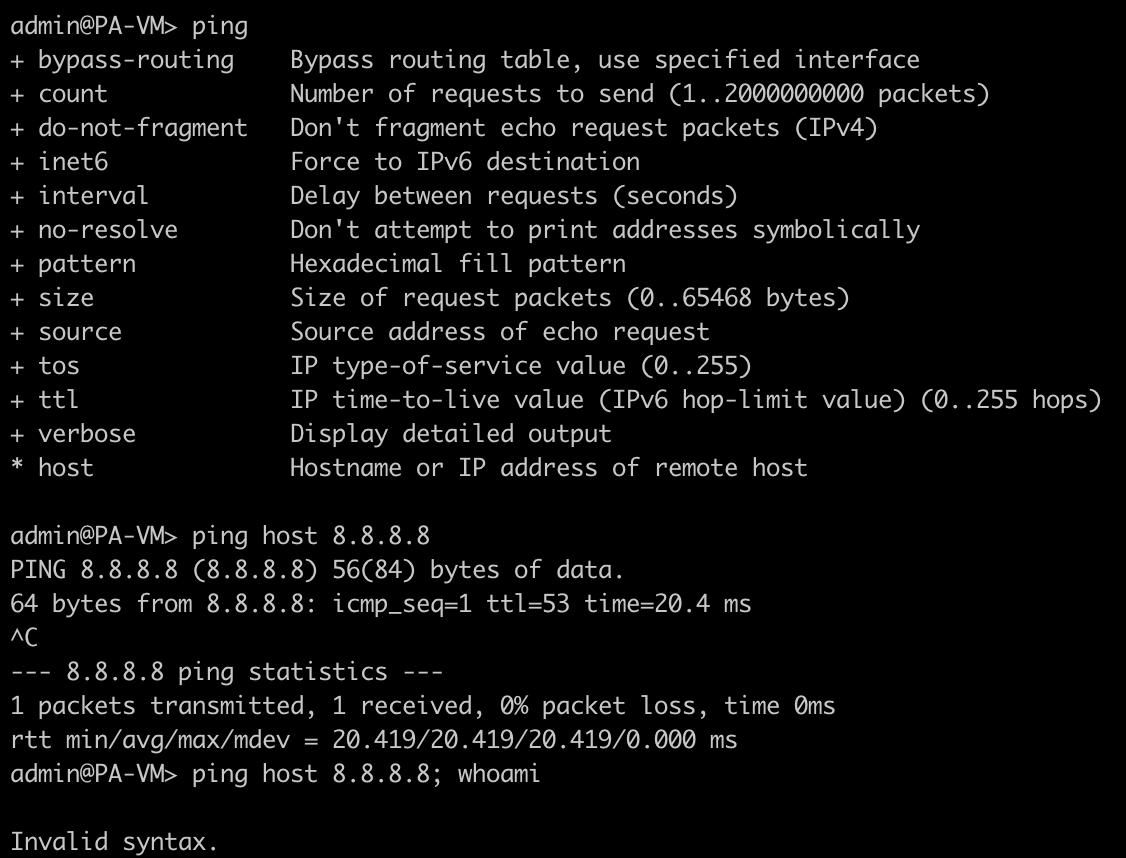 admin@PA-VM> ping
+ bypass-routing    Bypass routing table, use specified interface
+ count             Number of requests to send (1..2000000000 packets)
+ do-not-fragment   Don't fragment echo request packets (IPv4)
+ inet6             Force to IPv6 destination
+ interval          Delay between requests (seconds)
+ no-resolve        Don't attempt to print addresses symbolically
+ pattern           Hexadecimal fill pattern
+ size              Size of request packets (0..65468 bytes)
+ source            Source address of echo request
+ tos               IP type-of-service value (0..255)
+ ttl               IP time-to-live value (IPv6 hop-limit value) (0..255 hops)
+ verbose           Display detailed output
* host              Hostname or IP address of remote host

admin@PA-VM> ping host 8.8.8.8
PING 8.8.8.8 (8.8.8.8) 56(84) bytes of data.
64 bytes from 8.8.8.8: icmp_seq=1 ttl=53 time=20.4 ms
^C
--- 8.8.8.8 ping statistics ---
1 packets transmitted, 1 received, 0% packet loss, time 0ms
rtt min/avg/max/mdev = 20.419/20.419/20.419/0.000 ms
admin@PA-VM> ping host 8.8.8.8; whoami

Invalid syntax.